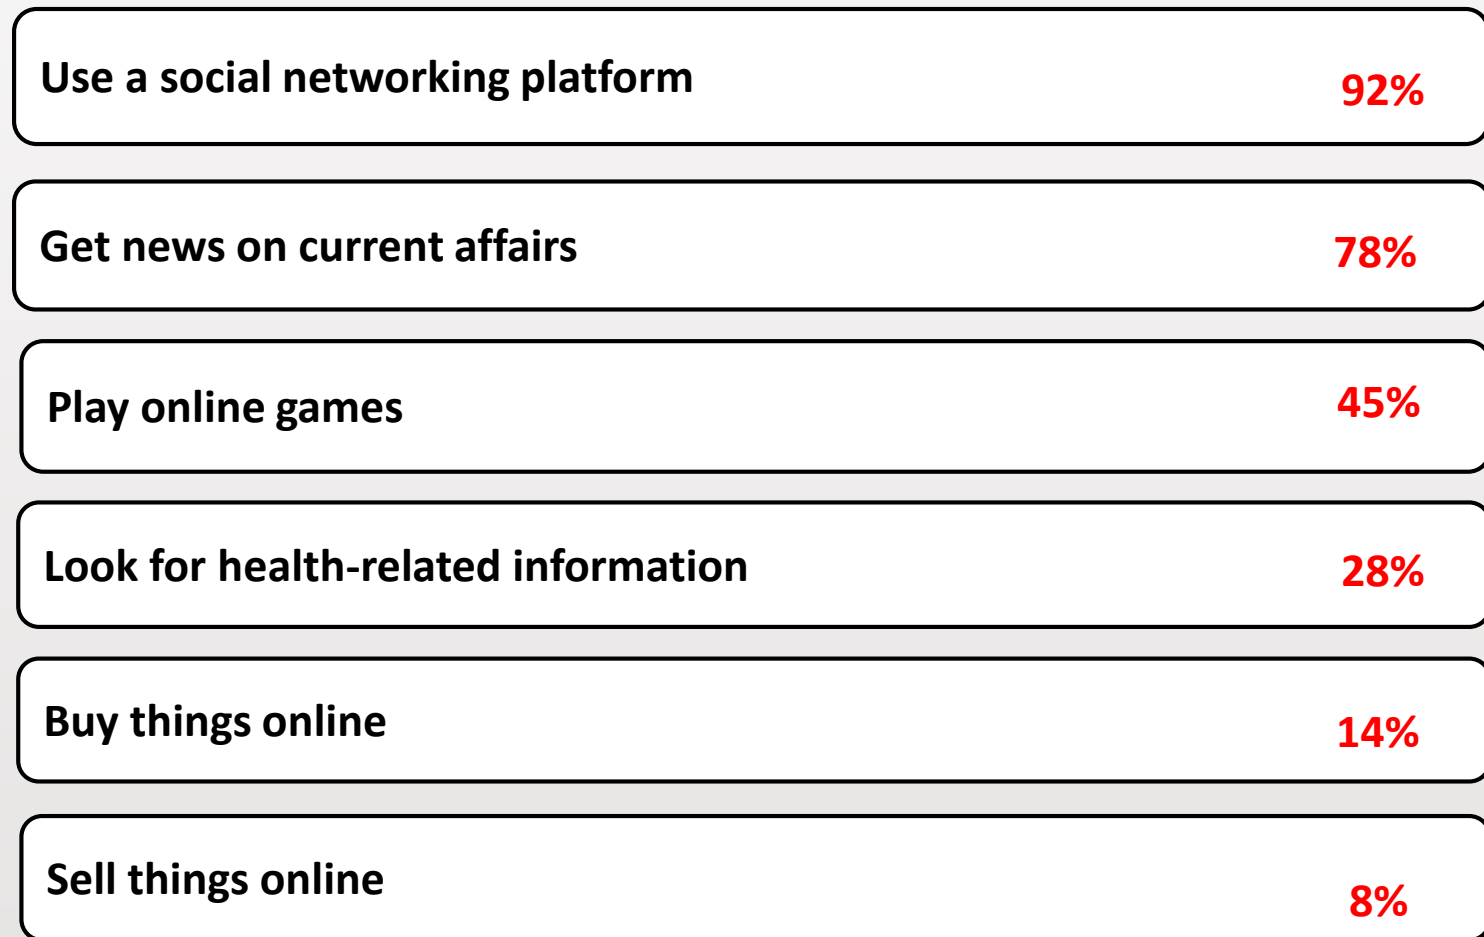 Use a social networking platform 92%
Get news on current affairs 78%
Play online games 45%
Look for health-related information 28%
Buy things online 14%
Sell things online 8%